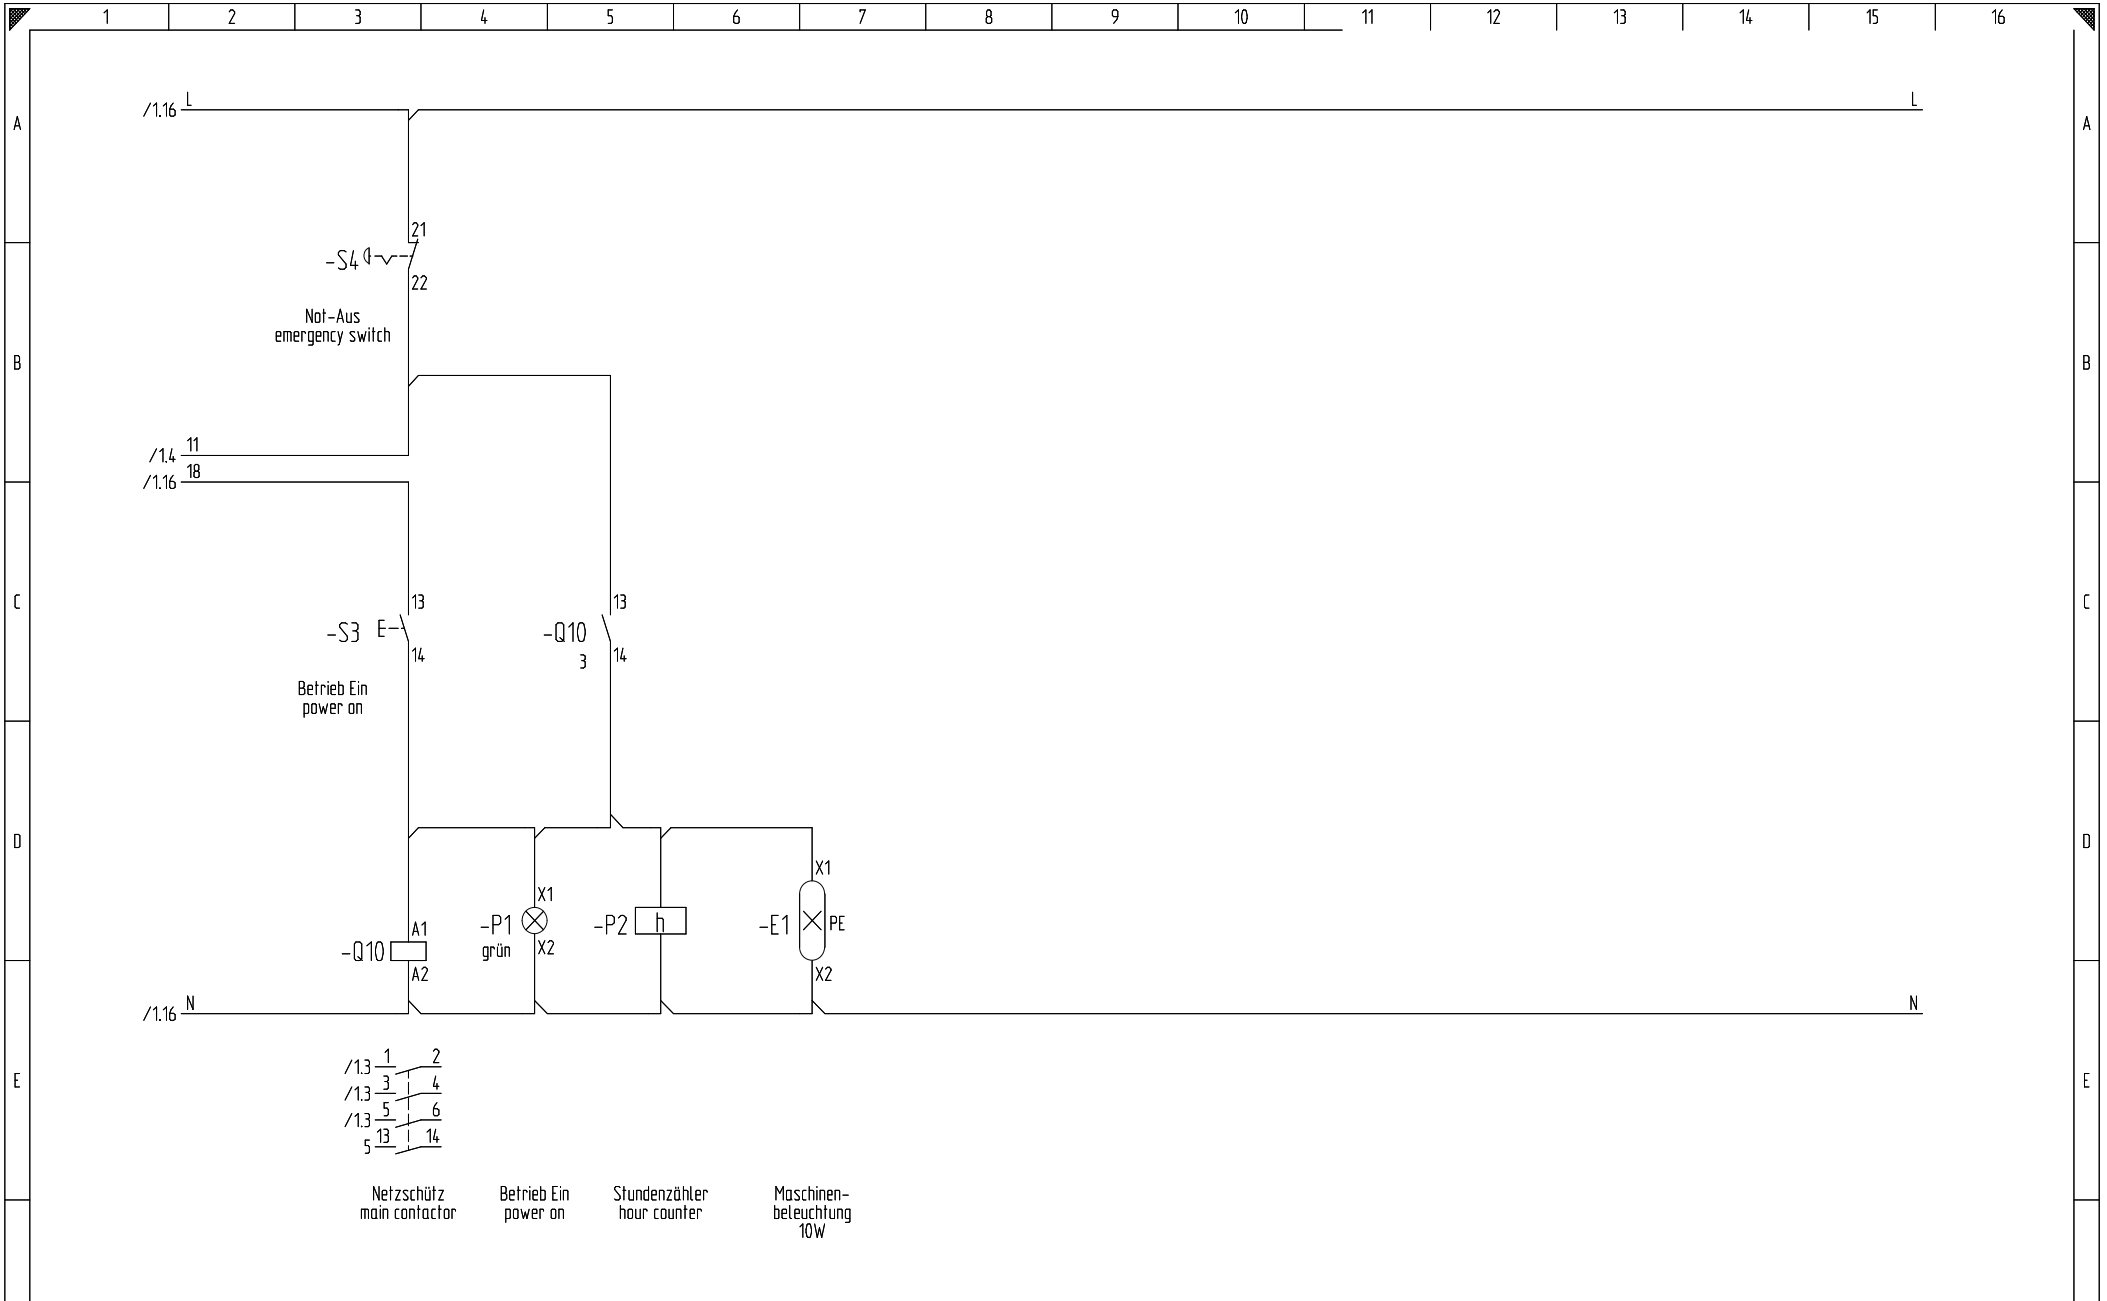 1 2 3 4 5 6 7 8 9 10 11 12 13 14 15 16
/1.16 L L
A A
21
-S4
22
Not-Aus
emergency switch
B B
/1.4 11
/1.16 18
C C
13 13
-S3 E -Q10
14 3 14
Betrieb Ein
power on
D D
X1
X1
-P1 -P2 h -E1 PE
A1
-Q10 grün X2
A2 X2
/1.16 N N
/1.3 1 2
/1.3 3 4
E E
/1.3 5 6
5 13 14
Netzschütz
main contactor
Betrieb Ein
power on
Stundenzähler
hour counter
Maschinen-
beleuchtung
10W